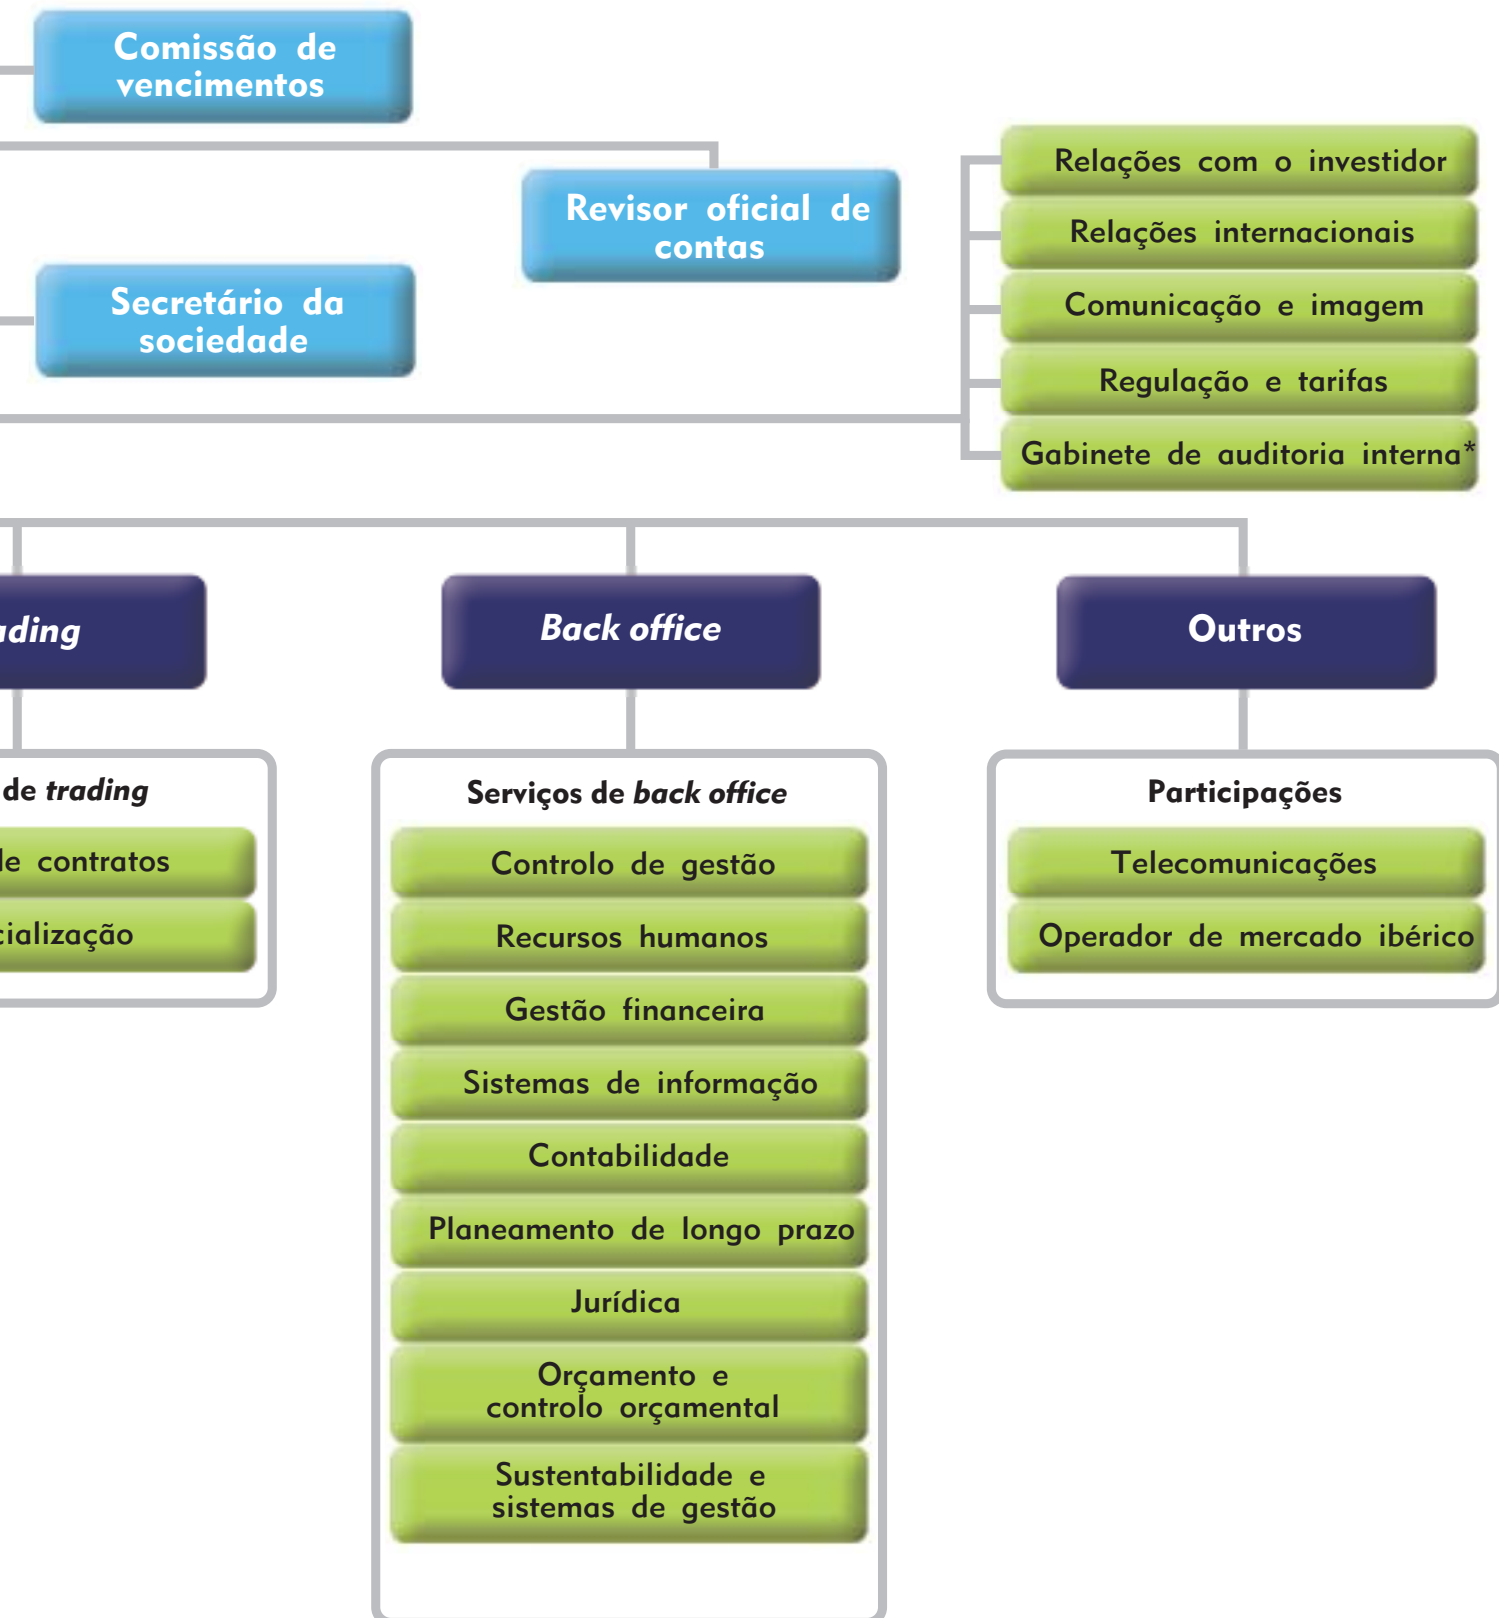 Comissão de
vencimentos
Revisor oficial de
contas
Secretário da
sociedade
Relações com o investidor
Relações internacionais
Comunicação e imagem
Regulação e tarifas
Gabinete de auditoria interna*
Back office
Outros
de trading
contratos
Serviços de back office
Controlo de gestão
Recursos humanos
Gestão financeira
Sistemas de informação
Contabilidade
Planeamento de longo prazo
Jurídica
Orçamento e
controlo orçamental
Sustentabilidade e
sistemas de gestão
Participações
Telecomunicações
Operador de mercado ibérico